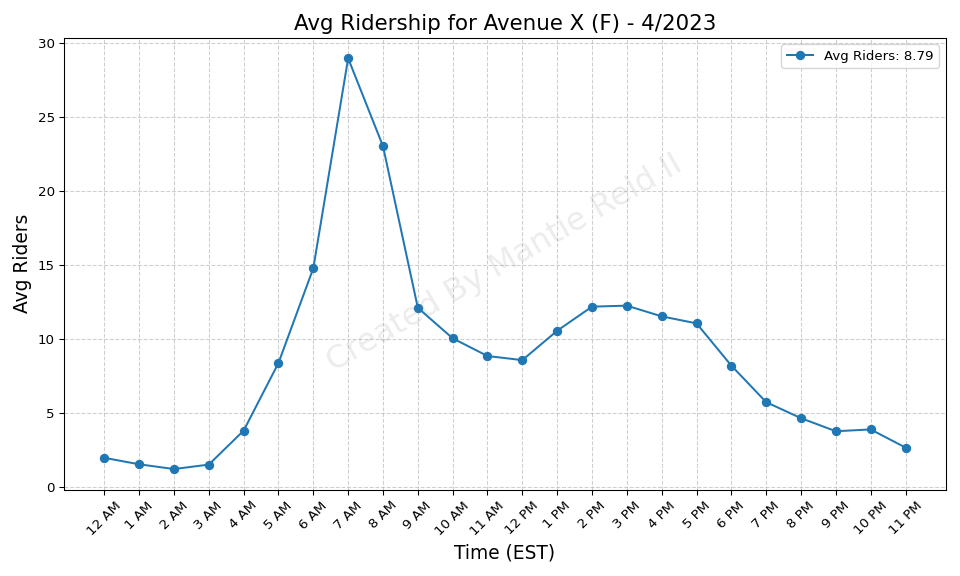 Avg Ridership for Avenue X (F) - 4/2023
Avg Riders: 8.79
30
25
20
15
10
5
0
Avg Riders
Created By Mantie Reid II
12 AM
1 AM
2 AM
3 AM
4 AM
5 AM
6 AM
7 AM
8 AM
9 AM
10 AM
11 AM
12 PM
1 PM
2 PM
3 PM
4 PM
5 PM
6 PM
7 PM
8 PM
9 PM
10 PM
11 PM
Time (EST)